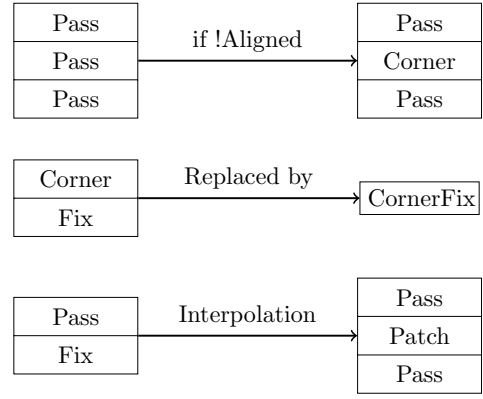 Pass
Pass
Pass
if !Aligned
Pass
Corner
Pass
Corner
Fix
Replaced by
CornerFix
Pass
Fix
Interpolation
Pass
Patch
Pass